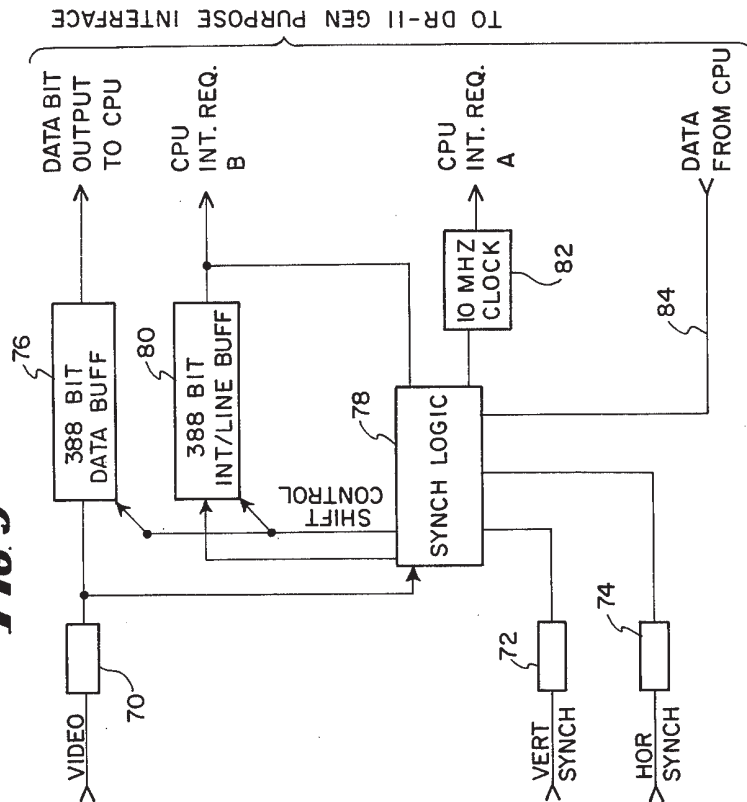 TO DR-11 GEN PURPOSE INTERFACE
DATA BIT
OUTPUT
TO CPU
CPU
INT. REQ.
B
CPU
INT. REQ.
A
DATA
FROM CPU
76
388 BIT
DATA BUFF
80
388 BIT
INT/LINE BUFF
10 MHZ
CLOCK
82
84
SHIFT
CONTROL
78
SYNCH LOGIC
VIDEO
70
72
VERT
SYNCH
74
HOR
SYNCH